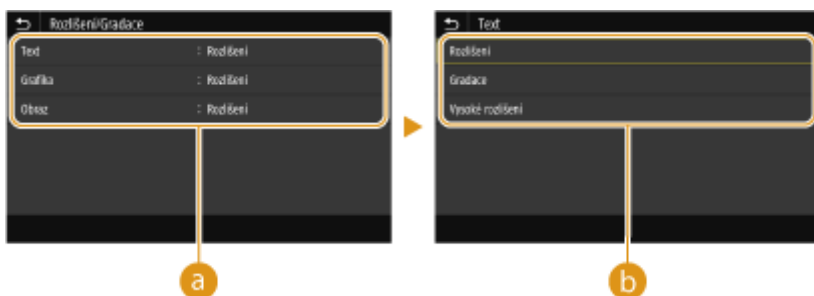 Rozlišení/Gradace
Text : Rozlišení
Grafika : Rozlišení
Obraz : Rozlišení
a
Text
Rozlišení
Gradace
Vysoké rozlišení
b